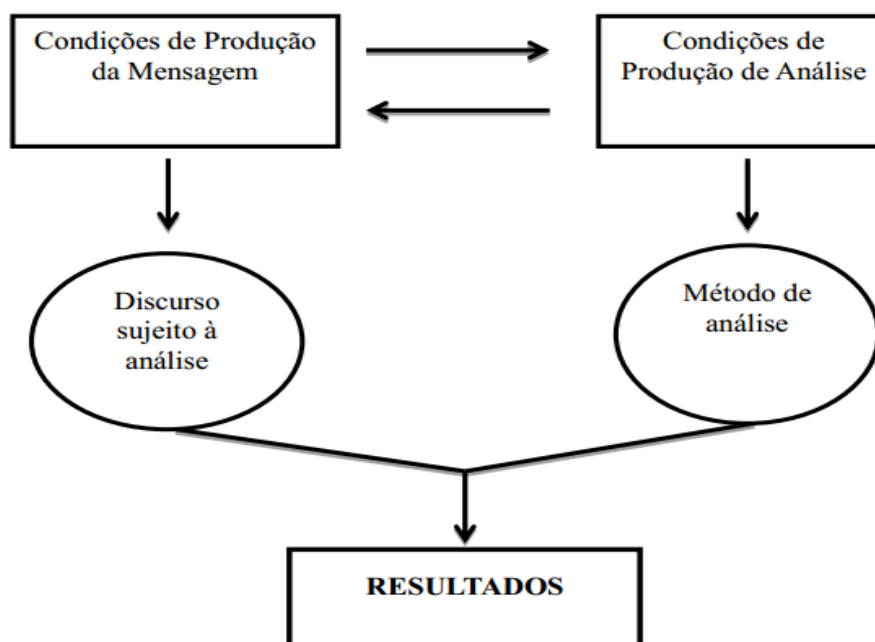 Condições de Produção
da Mensagem
Condições de
Produção de Análise
Discurso
sujeito à
análise
Método de
análise
RESULTADOS